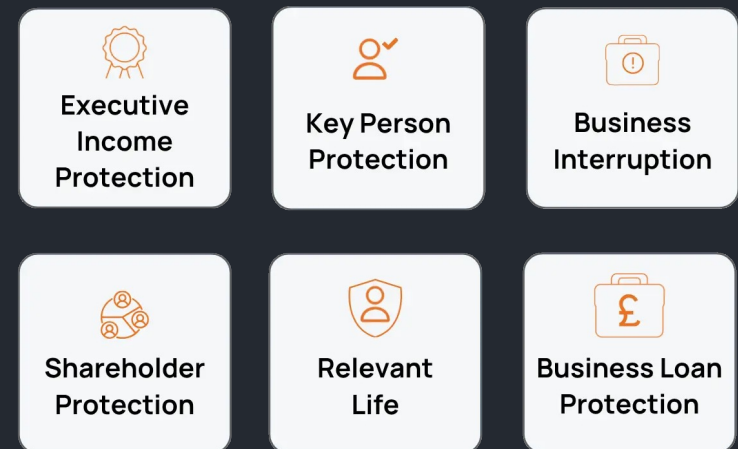 Executive
Income
Protection
Key Person
Protection
Business
Interruption
Shareholder
Protection
Relevant
Life
£
Business Loan
Protection